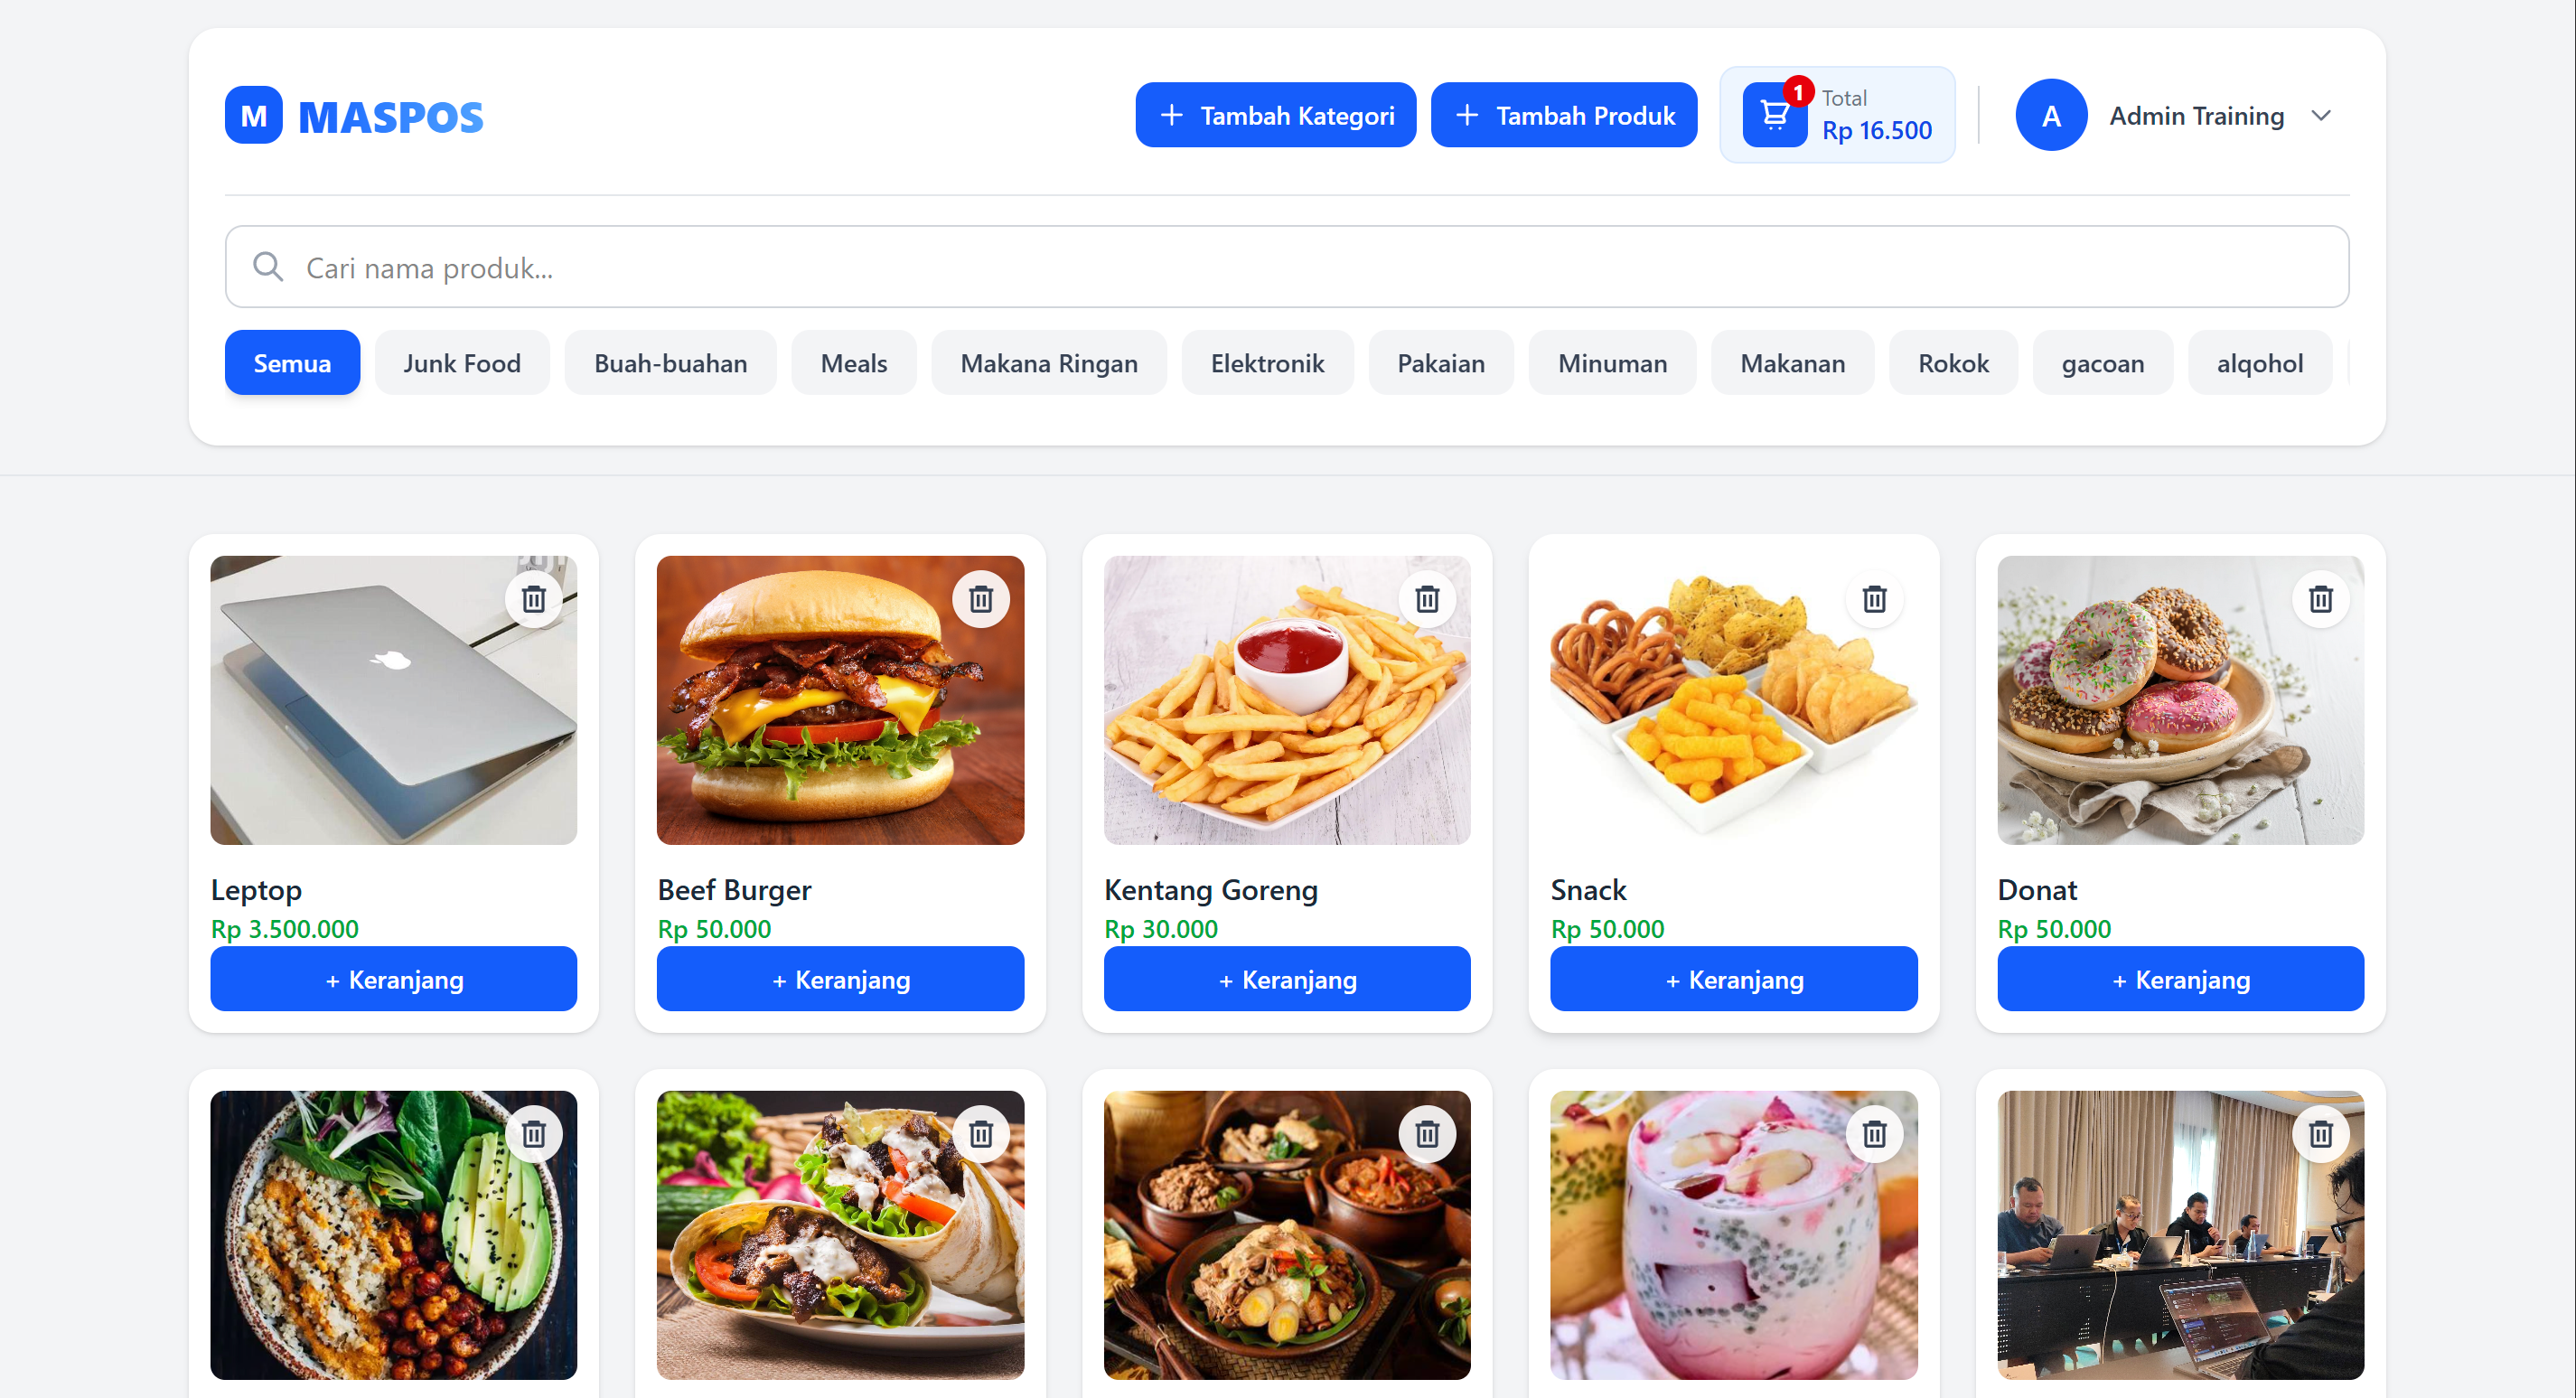 M MASPOS
+ Tambah Kategori
+ Tambah Produk
1
Total
Rp 16.500
A
Admin Training
Cari nama produk...
Semua
Junk Food
Buah-buahan
Meals
Makana Ringan
Elektronik
Pakaian
Minuman
Makanan
Rokok
gacoan
alqohol
Leptop
Rp 3.500.000
+ Keranjang
Beef Burger
Rp 50.000
+ Keranjang
Kentang Goreng
Rp 30.000
+ Keranjang
Snack
Rp 50.000
+ Keranjang
Donat
Rp 50.000
+ Keranjang